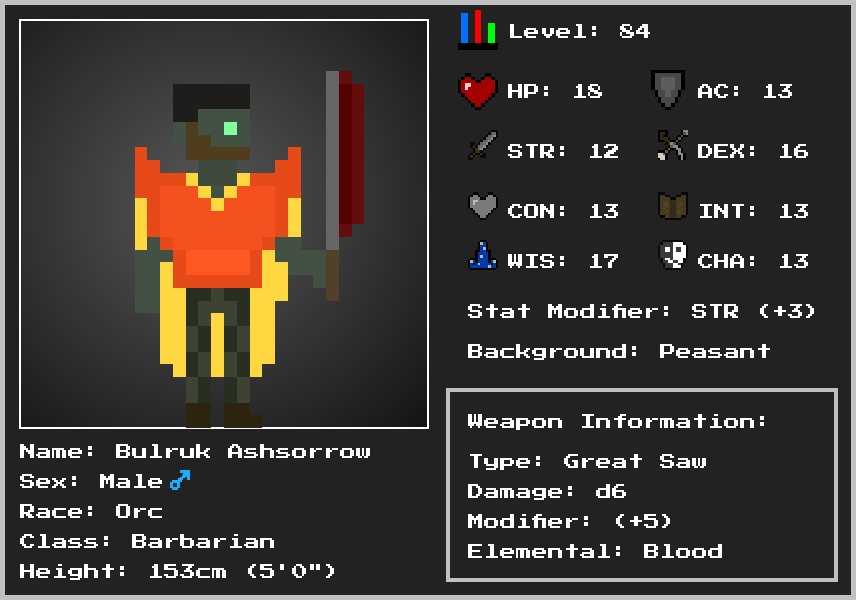 Level: 84
HP: 18 AC: 13
STR: 12 DEX: 16
CON: 13 INT: 13
WIS: 17 CHA: 13
Stat Modifier: STR (+3)
Background: Peasant
Weapon Information:
Type: Great Saw
Damage: d6
Modifier: (+5)
Elemental: Blood
Name: Bulruk Ashsorrow
Sex: Male♂
Race: Orc
Class: Barbarian
Height: 153cm (5'0")